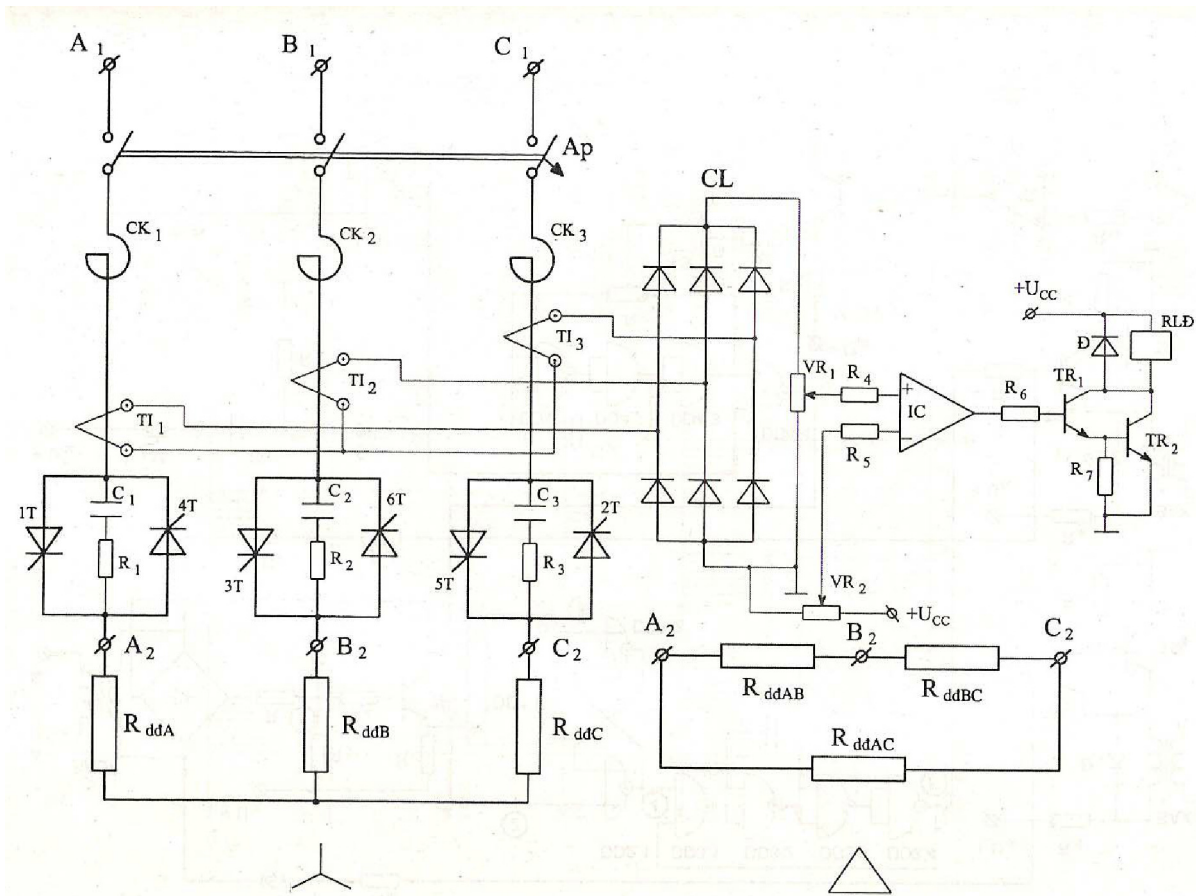 A1 B1 C1
Ap
CL
CK1 CK2 CK3
+UCC
RLĐ
Đ
TI3
TI2
VR1 R4 TR1
+
IC R6
TI1
−
R5 TR2
R7
C1 C2 C3
1T 4T 6T 2T
R1 R2 R3
3T 5T
VR2
+UCC
A2 B2 C2
A2 B2 C2
RddAB RddBC
RddA RddB RddC
RddAC